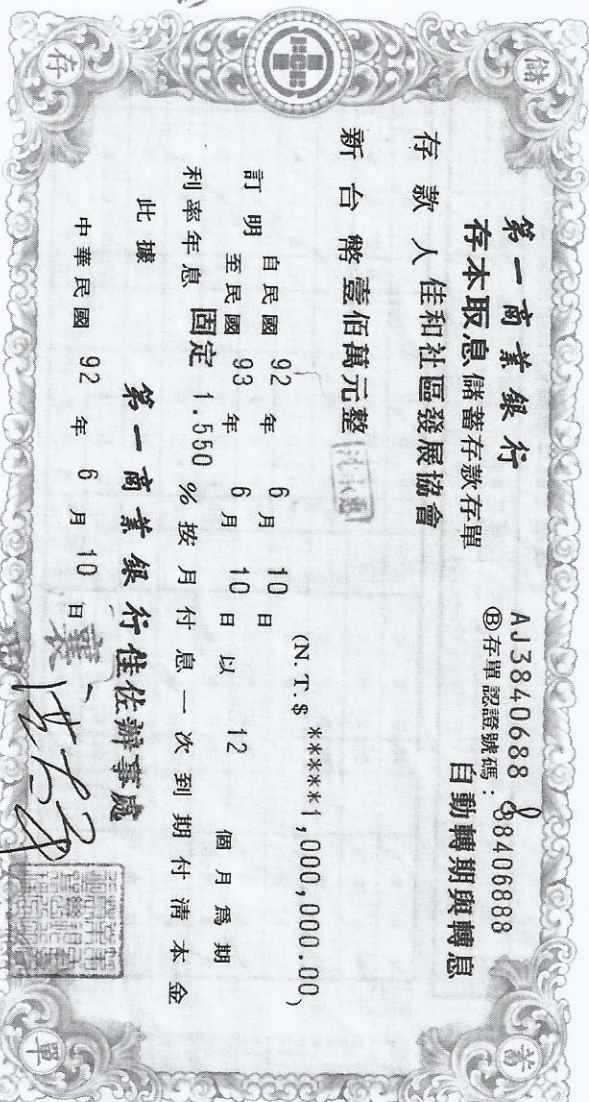 儲蓄存單
第一商業銀行
存本取息儲蓄存款存單
AJ3840688
Ⓑ存單認證號碼：88406888
自動轉期與轉息
存款人 佳和社區發展協會
新台幣 壹佰萬元整
(N.T.$ *****1,000,000.00)
訂明 自民國 92 年 6 月 10 日
至民國 93 年 6 月 10 日以 12 個月為期
利率年息 固定 1.550 % 按月付息一次到期付清本金
此據
第一商業銀行佳佐辦事處
中華民國 92 年 6 月 10 日